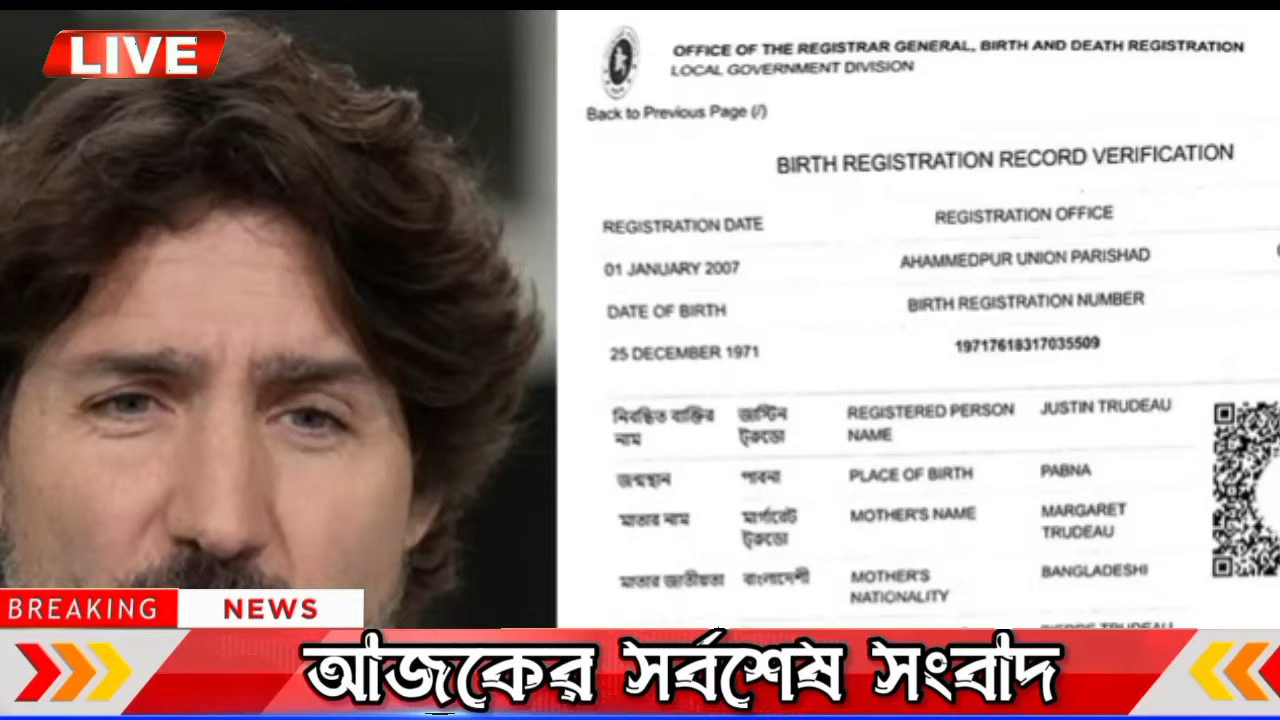 LIVE
OFFICE OF THE REGISTRAR GENERAL, BIRTH AND DEATH REGISTRATION
LOCAL GOVERNMENT DIVISION
Back to Previous Page (/)
BIRTH REGISTRATION RECORD VERIFICATION
REGISTRATION DATE
REGISTRATION OFFICE
01 JANUARY 2007
AHAMMEDPUR UNION PARISHAD
DATE OF BIRTH
BIRTH REGISTRATION NUMBER
25 DECEMBER 1971
19717618317035509
নিবন্ধিত ব্যক্তির নাম
জাস্টিন ট্রুডো
REGISTERED PERSON NAME
JUSTIN TRUDEAU
জন্মস্থান
পাবনা
PLACE OF BIRTH
PABNA
মাতার নাম
মার্গারেট ট্রুডো
MOTHER'S NAME
MARGARET TRUDEAU
মাতার জাতীয়তা
বাংলাদেশী
MOTHER'S NATIONALITY
BANGLADESHI
PIERRE TRUDEAU
BREAKING NEWS
আজকের সর্বশেষ সংবাদ